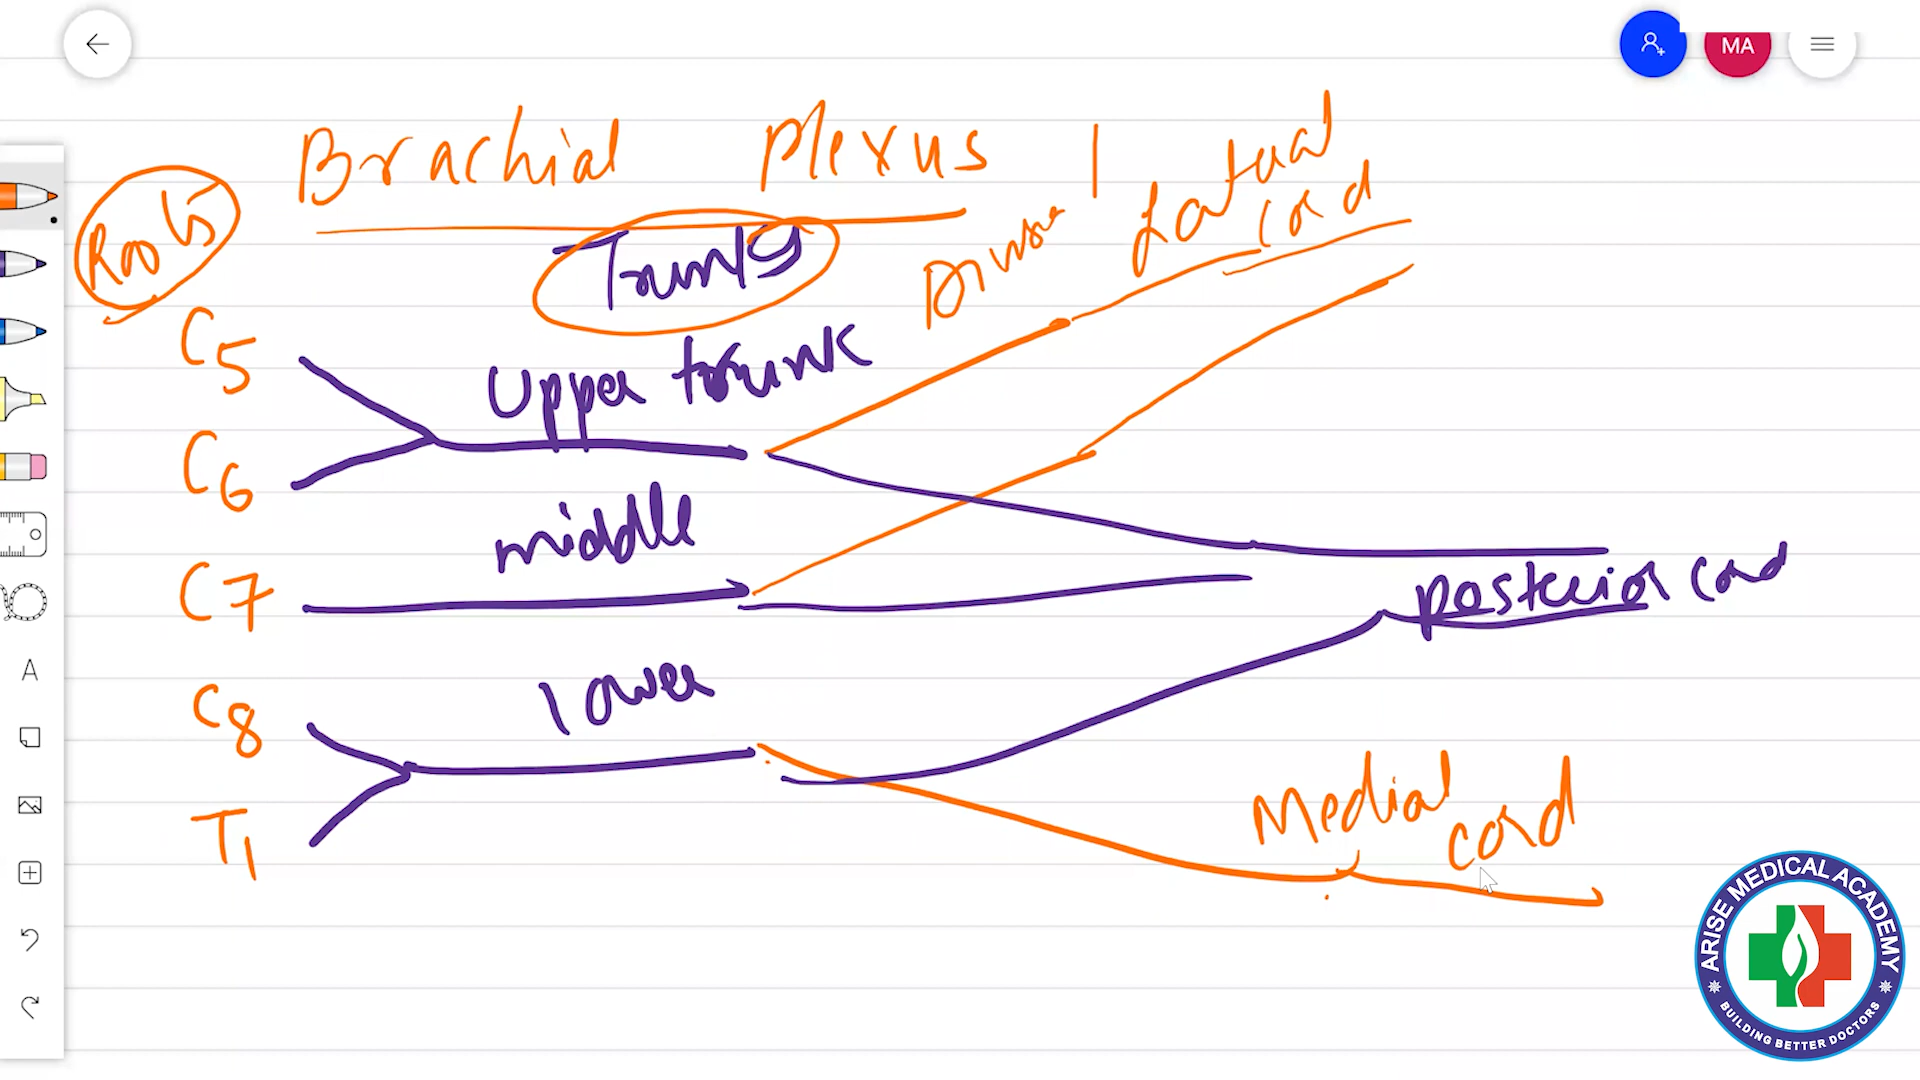 MA
Brachial Plexus 1
Roots
Trunks
Lateral
cord
C5
Upper trunk
C6
middle
C7
posterior cord
lower
C8
Medial
cord
T1
A
ARISE MEDICAL ACADEMY
BUILDING BETTER DOCTORS